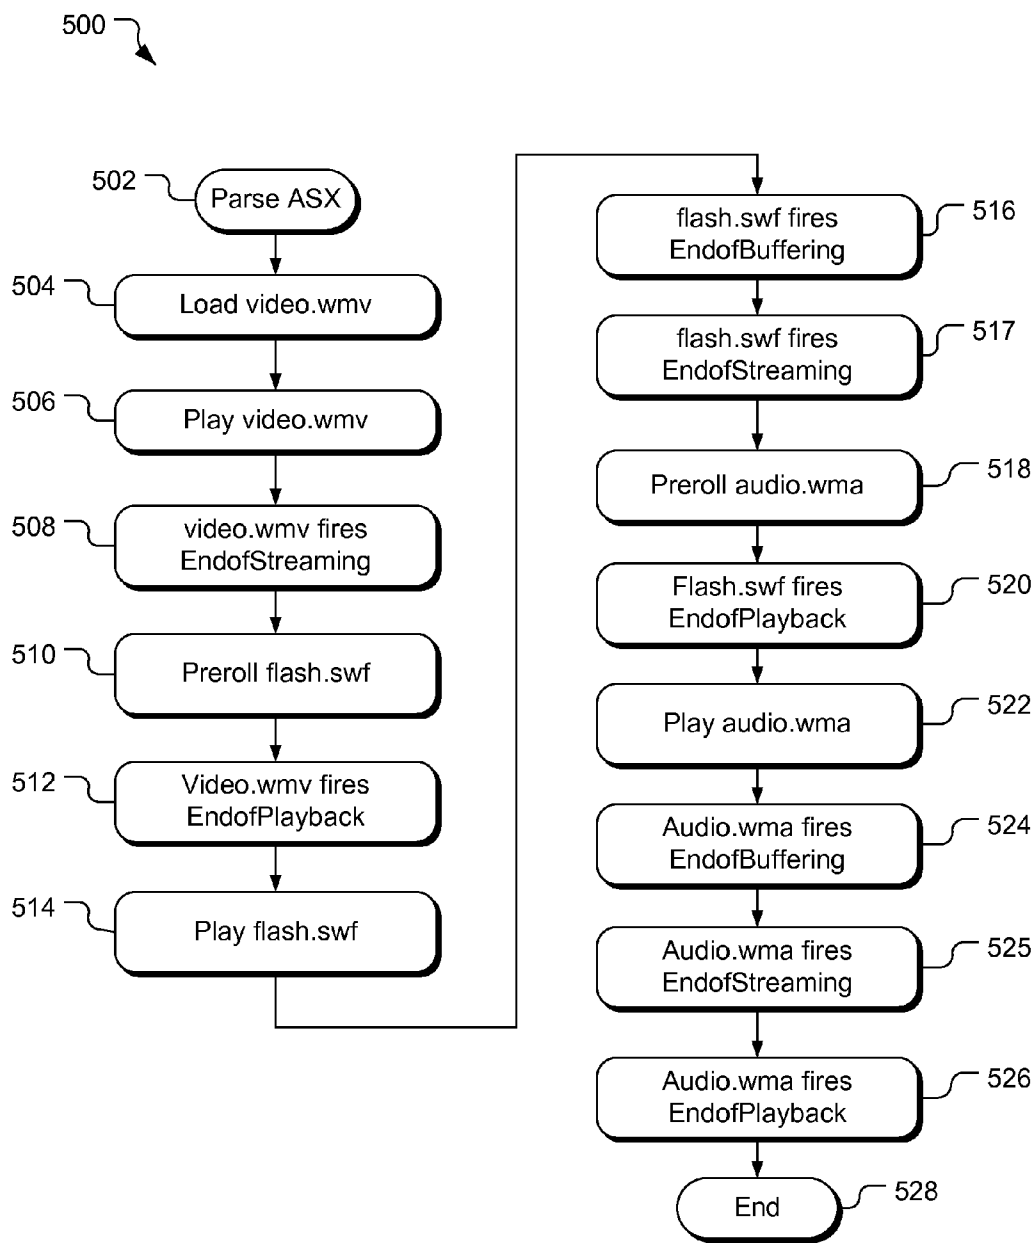 500
502
Parse ASX
504
Load video.wmv
506
Play video.wmv
508
video.wmv fires
EndofStreaming
510
Preroll flash.swf
512
Video.wmv fires
EndofPlayback
514
Play flash.swf
flash.swf fires
EndofBuffering
516
flash.swf fires
EndofStreaming
517
Preroll audio.wma
518
Flash.swf fires
EndofPlayback
520
Play audio.wma
522
Audio.wma fires
EndofBuffering
524
Audio.wma fires
EndofStreaming
525
Audio.wma fires
EndofPlayback
526
End
528